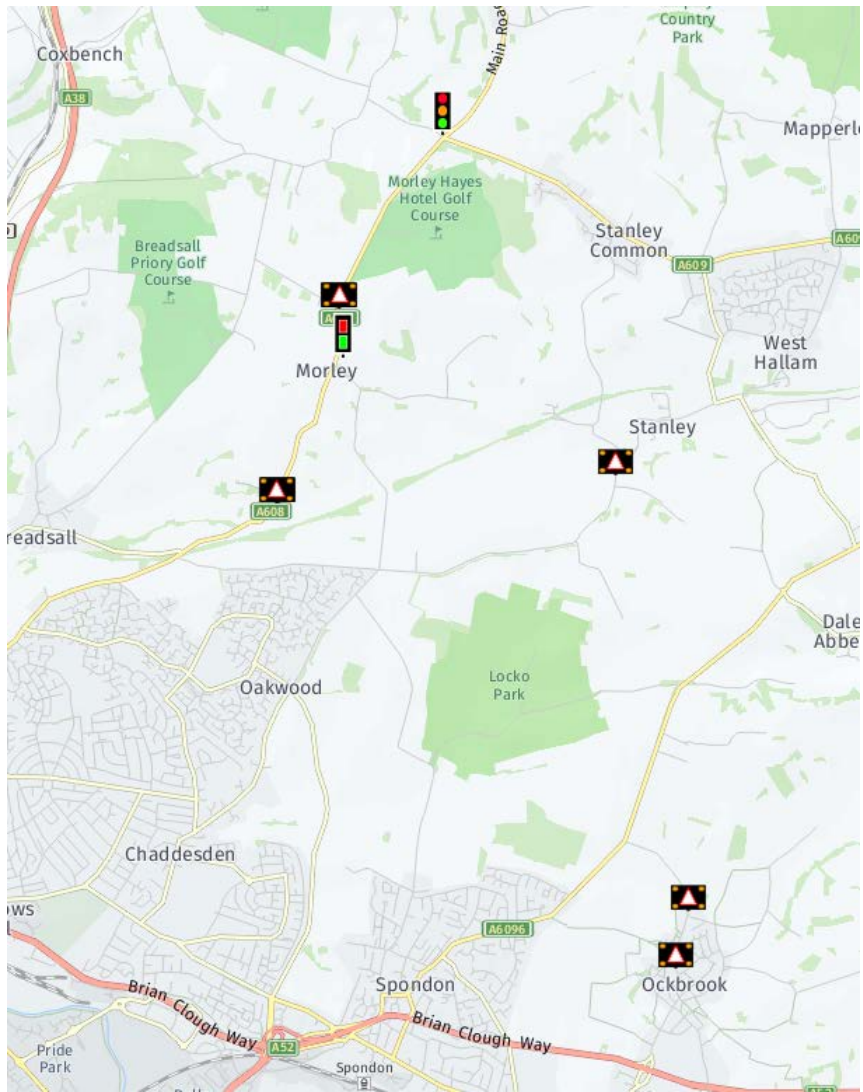 Country
Park
Main Road
Coxbench
A38
Mapperle
Morley Hayes
Hotel Golf
Course
Stanley
Common
Breadsall
Priory Golf
Course
A609
West
Hallam
Morley
Stanley
A608
readsall
Dale
Abbe
Locko
Park
Oakwood
Chaddesden
ows
A6096
Spondon
Ockbrook
Brian Clough Way
Brian Clough Way
A52
Pride
Park
Spondon